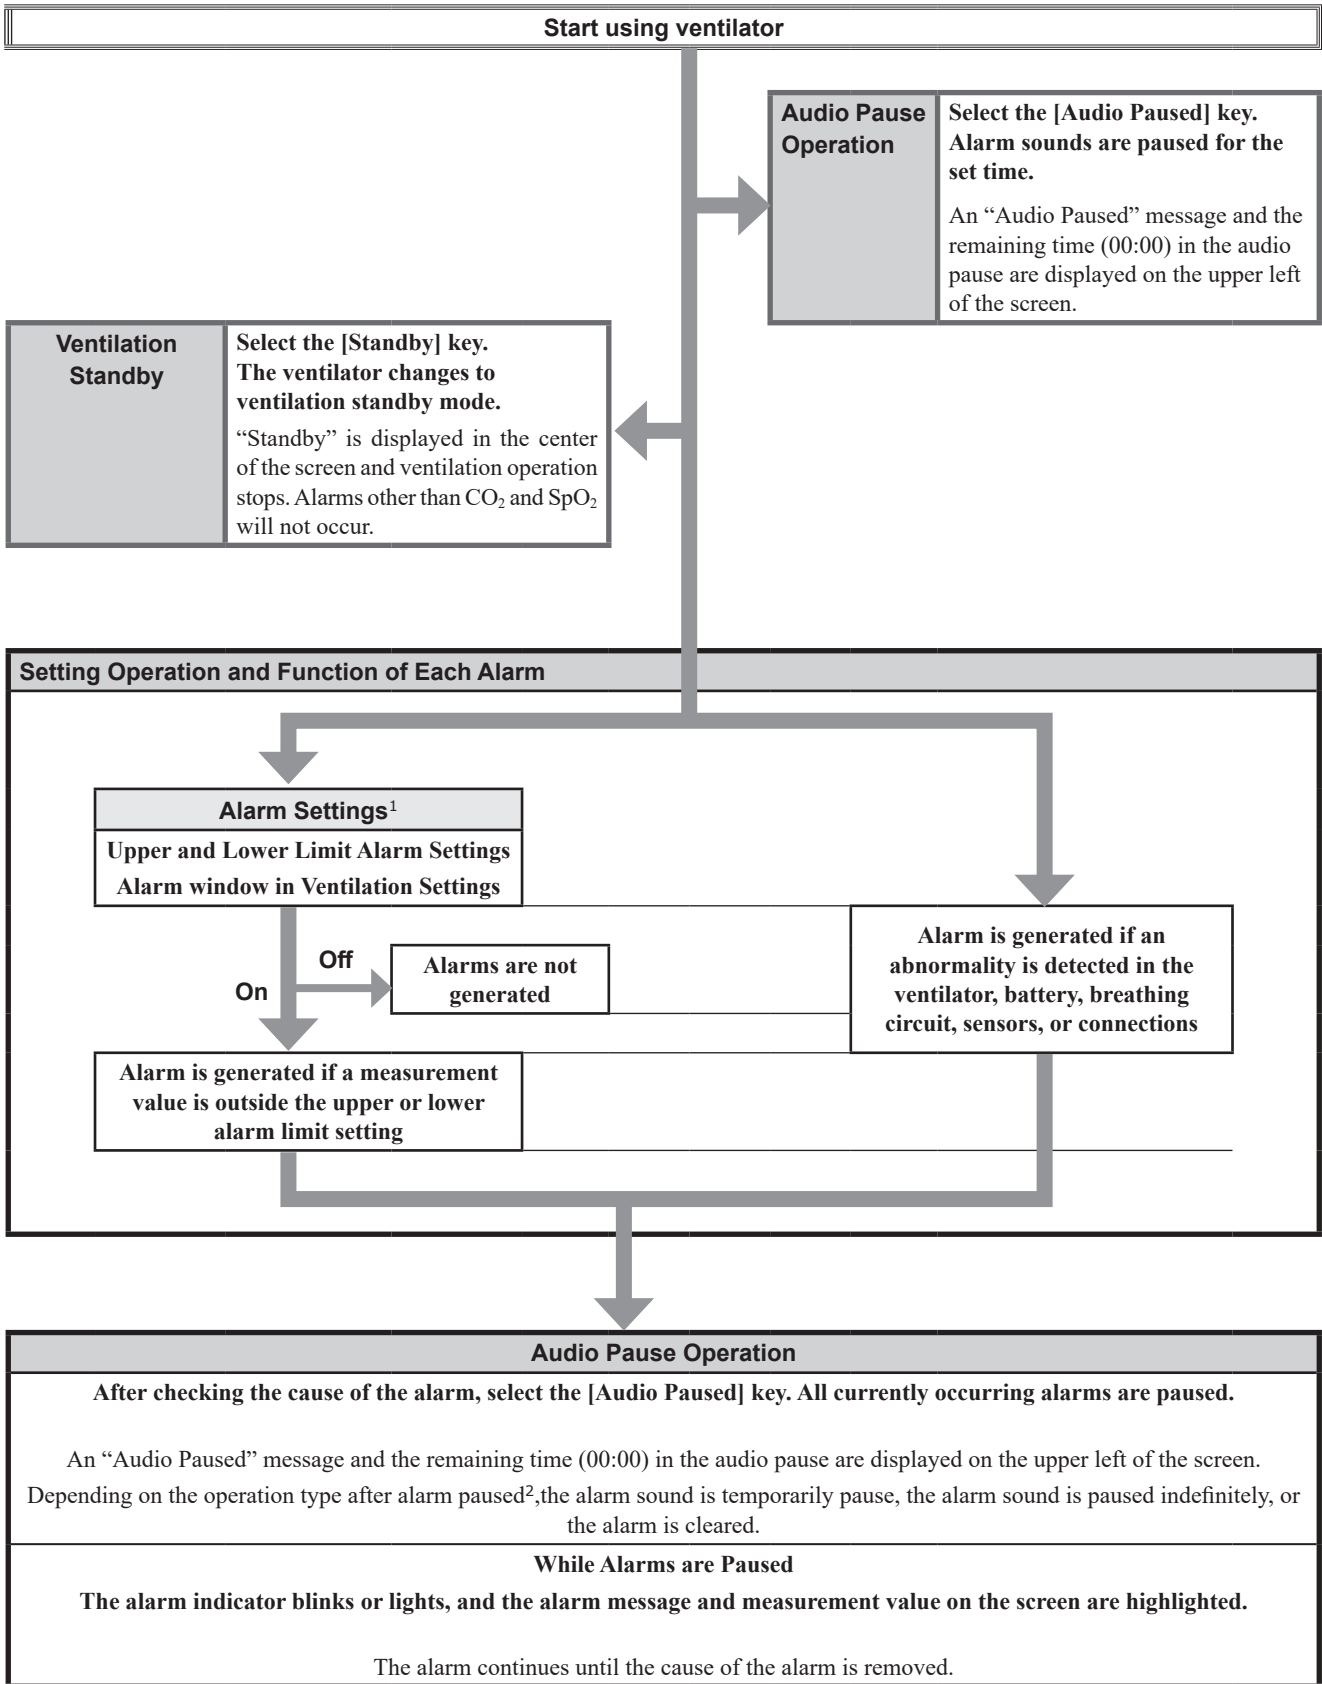 Start using ventilator
Audio Pause
Operation
Select the [Audio Paused] key.
Alarm sounds are paused for the
set time.
An “Audio Paused” message and the
remaining time (00:00) in the audio
pause are displayed on the upper left
of the screen.
Ventilation
Standby
Select the [Standby] key.
The ventilator changes to
ventilation standby mode.
“Standby” is displayed in the center
of the screen and ventilation operation
stops. Alarms other than CO₂ and SpO₂
will not occur.
Setting Operation and Function of Each Alarm
Alarm Settings¹
Upper and Lower Limit Alarm Settings
Alarm window in Ventilation Settings
Off
On
Alarms are not
generated
Alarm is generated if an
abnormality is detected in the
ventilator, battery, breathing
circuit, sensors, or connections
Alarm is generated if a measurement
value is outside the upper or lower
alarm limit setting
Audio Pause Operation
After checking the cause of the alarm, select the [Audio Paused] key. All currently occurring alarms are paused.
An “Audio Paused” message and the remaining time (00:00) in the audio pause are displayed on the upper left of the screen.
Depending on the operation type after alarm paused²,the alarm sound is temporarily pause, the alarm sound is paused indefinitely, or
the alarm is cleared.
While Alarms are Paused
The alarm indicator blinks or lights, and the alarm message and measurement value on the screen are highlighted.
The alarm continues until the cause of the alarm is removed.